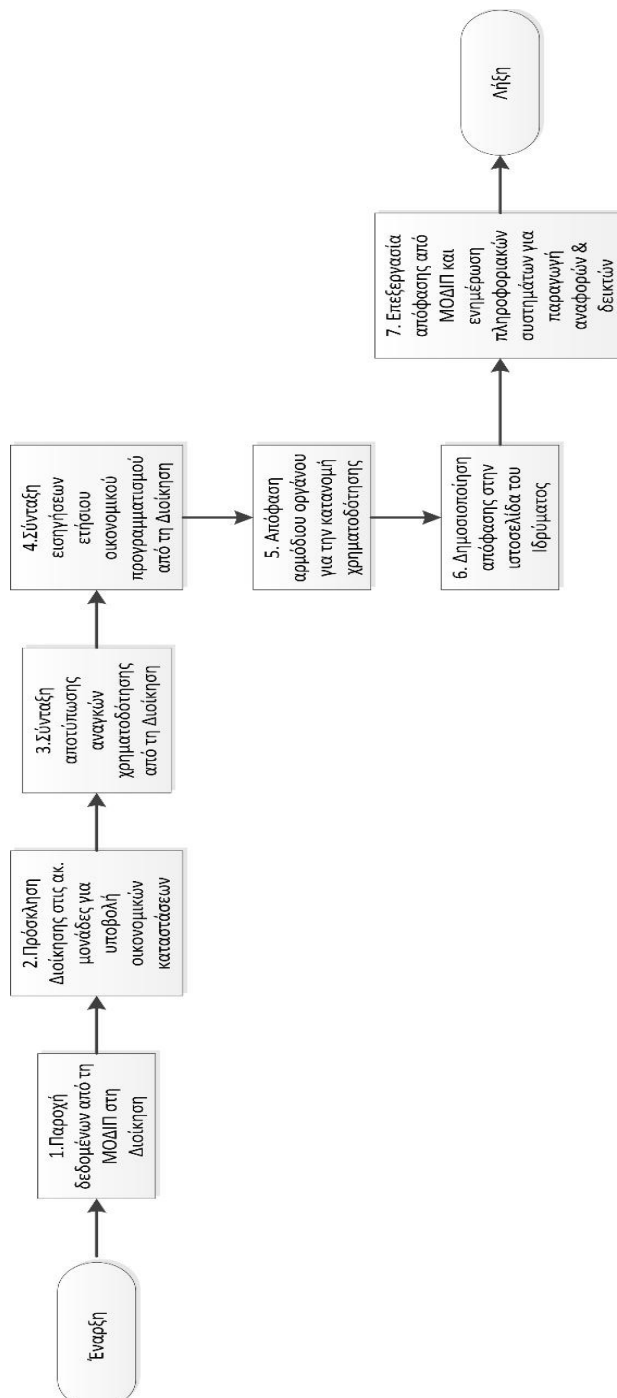 Έναρξη
1.Παροχή
δεδομένων από τη
ΜΟΔΙΠ στη
Διοίκηση
2.Πρόσκληση
Διοίκησης στις ακ.
μονάδες για
υποβολή
οικονομικών
καταστάσεων
3.Σύνταξη
αποτύπωσης
αναγκών
χρηματοδότησης
από τη Διοίκηση
4.Σύνταξη
εισηγήσεων
ετήσιου
οικονομικού
προγραμματισμού
από τη Διοίκηση
5. Απόφαση
αρμόδιου οργάνου
για την κατανομή
χρηματοδότησης
6. Δημοσιοποίηση
απόφασης στην
ιστοσελίδα του
Ιδρύματος
7. Επεξεργασία
απόφασης από
ΜΟΔΙΠ και
ενημέρωση
πληροφοριακών
συστημάτων για
παραγωγή
αναφορών &
δεικτών
Λήξη